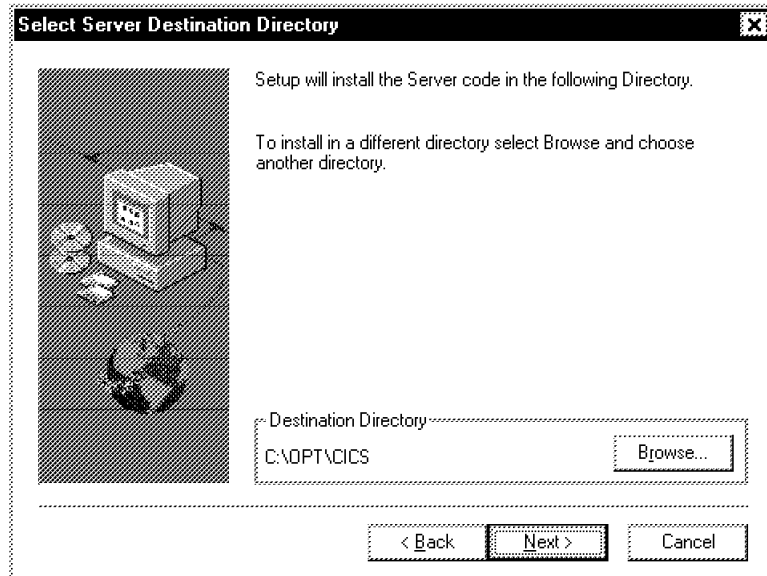 Select Server Destination Directory
Setup will install the Server code in the following Directory.
To install in a different directory select Browse and choose
another directory.
Destination Directory
C:\OPT\CICS
Browse...
< Back
Next >
Cancel